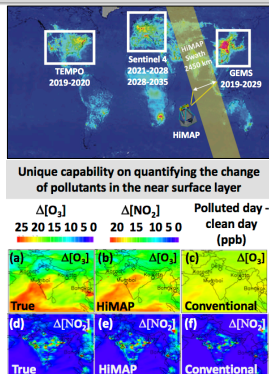 TEMPO
2019-2020
Sentinel 4
2021-2028
2028-2035
HiMAP
Swath
2450 km
GEMS
2019-2029
HiMAP
Unique capability on quantifying the change
of pollutants in the near surface layer
Δ[O₃] Δ[NO₂] Polluted day -
25 20 15 10 5 0 20 15 10 5 0 clean day
(ppb)
(a) Δ[O₃] (b) Δ[O₃] (c) Δ[O₃]
True HiMAP Conventional
(d) Δ[NO₂] (e) Δ[NO₂] (f) Δ[NO₂]
True HiMAP Conventional